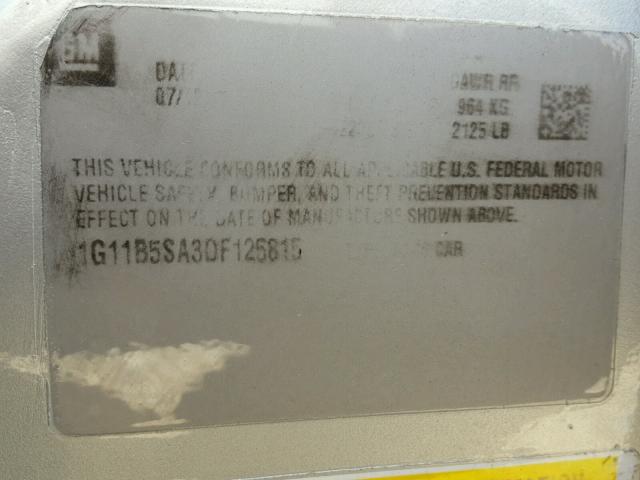 GM
GAWR RR
07/
964 KG
2125 LB
THIS VEHICLE CONFORMS TO ALL APPLICABLE U.S. FEDERAL MOTOR
VEHICLE SAFETY, BUMPER, AND THEFT PREVENTION STANDARDS IN
EFFECT ON THE DATE OF MANUFACTURE SHOWN ABOVE.
1G11B5SA3DF125815 CAR